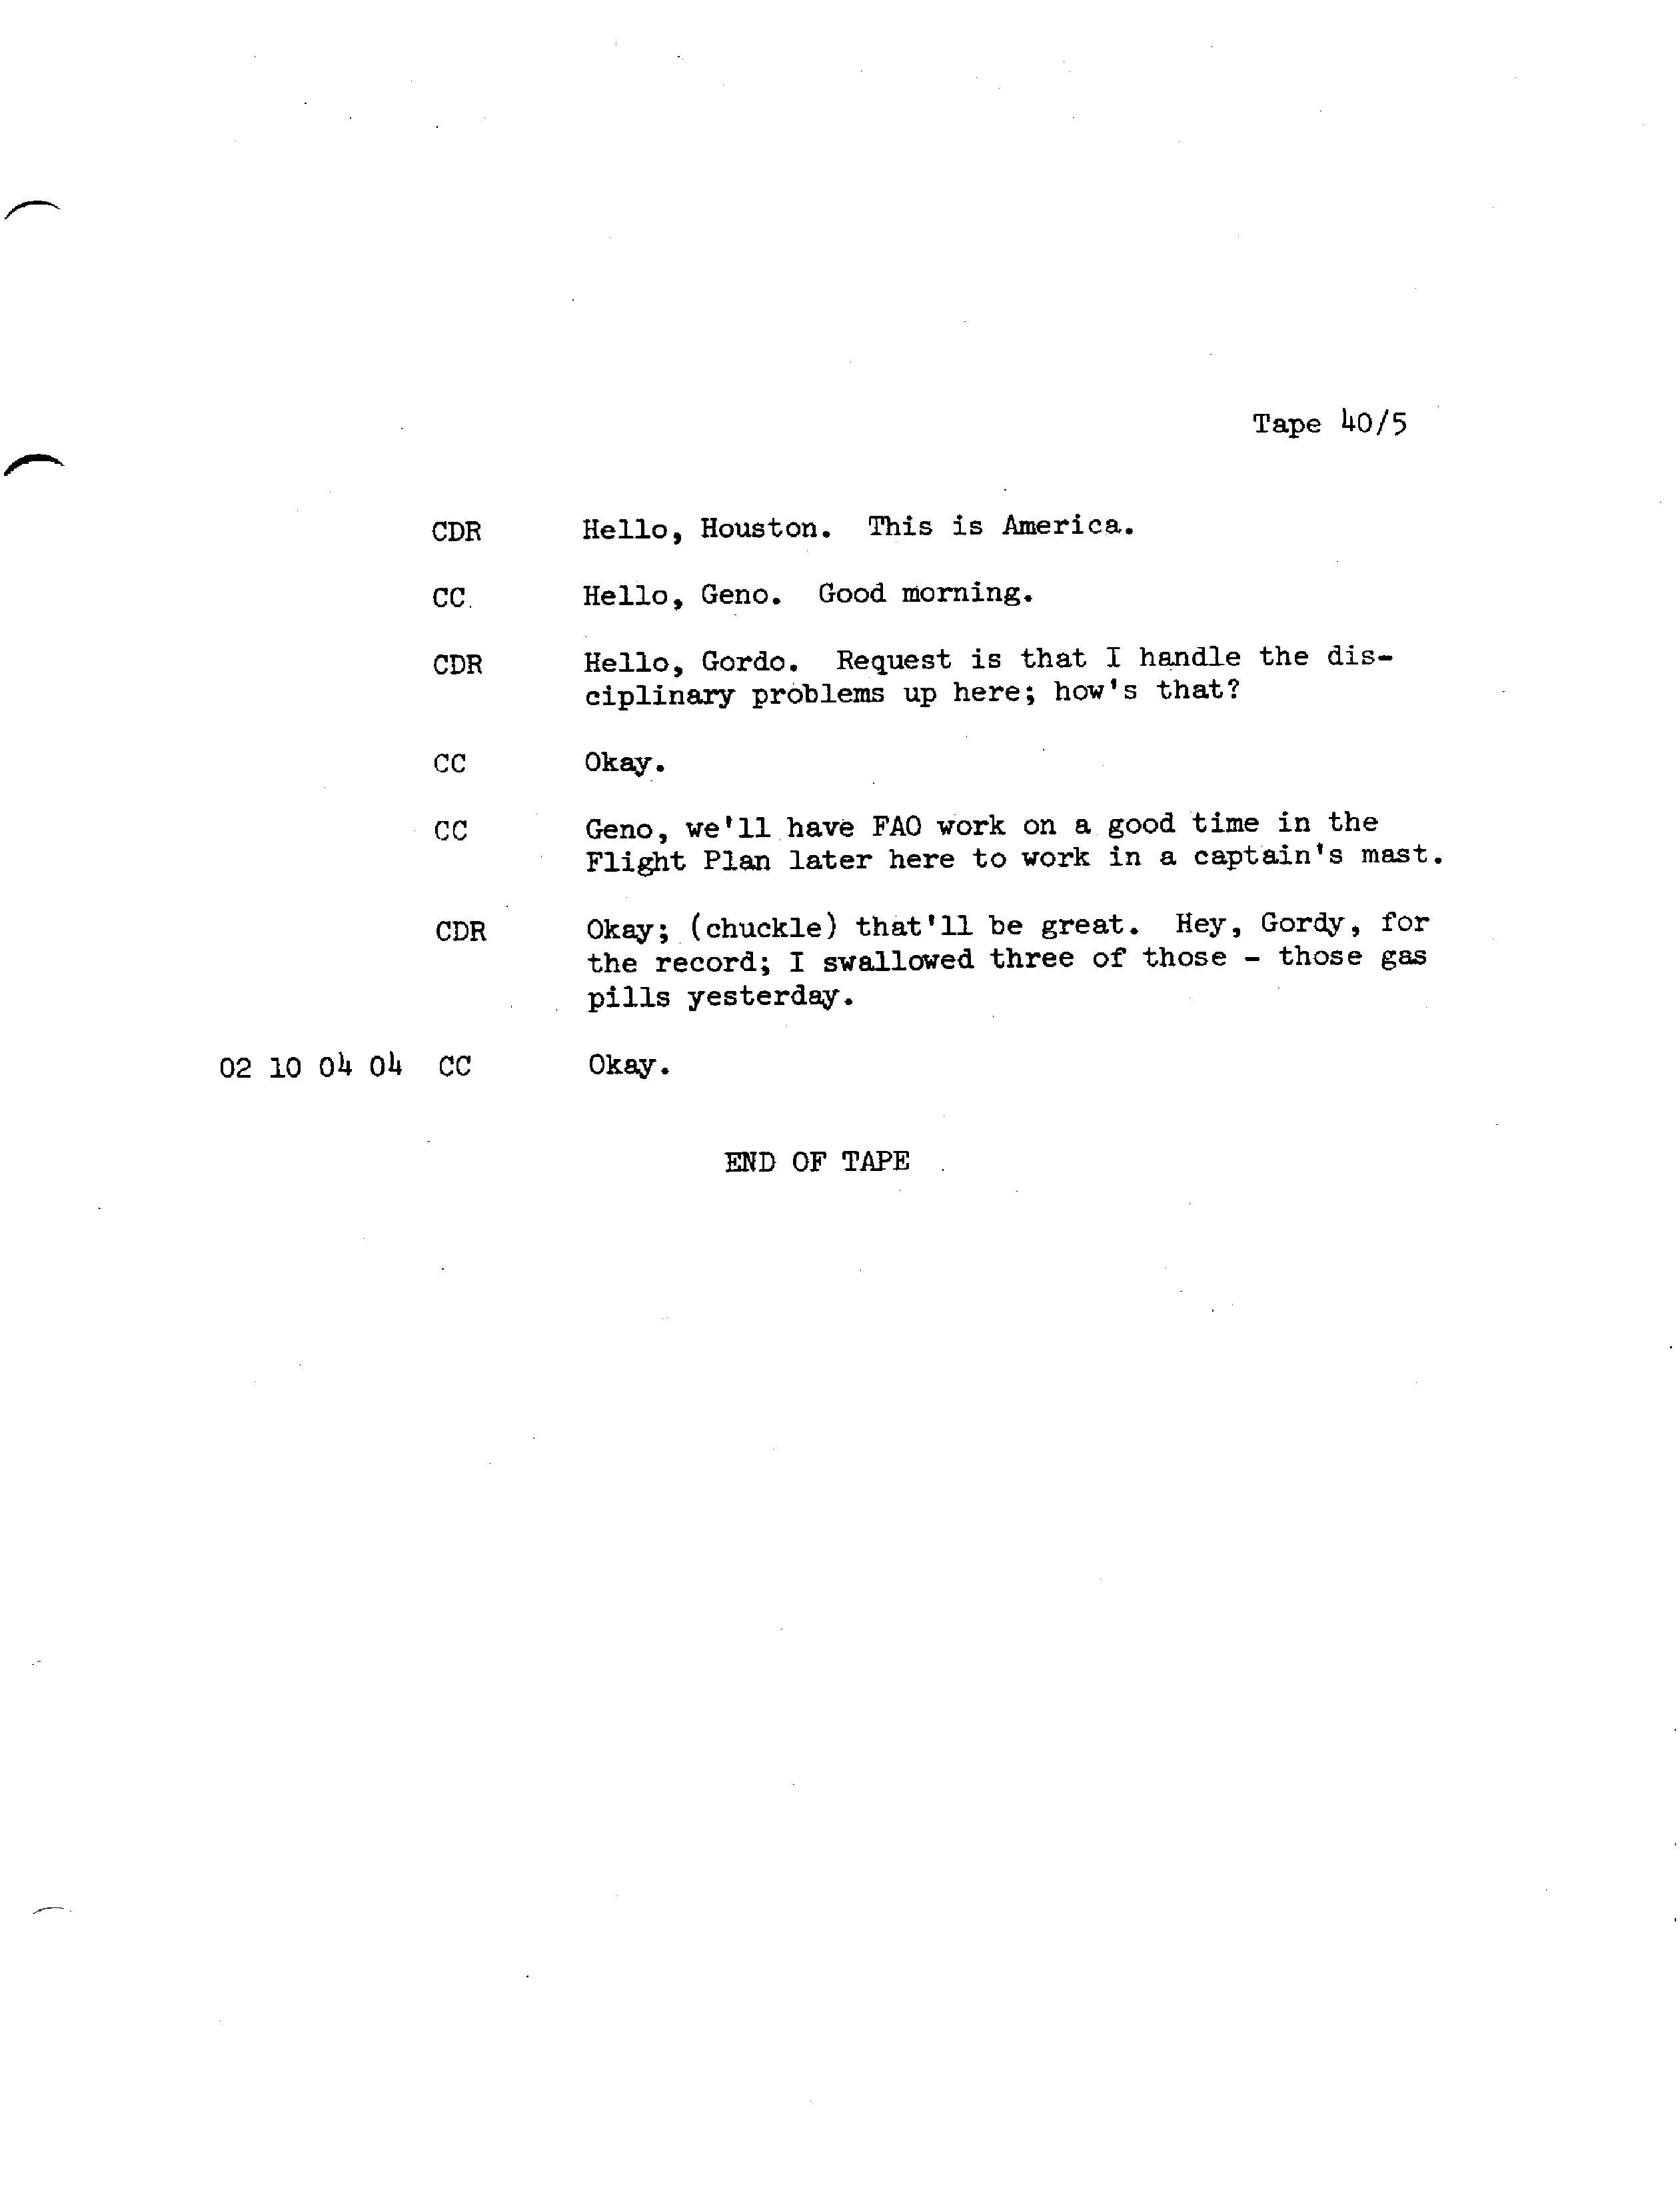 Tape 40/5
CDR Hello, Houston. This is America.
CC Hello, Geno. Good morning.
CDR Hello, Gordo. Request is that I handle the dis-
ciplinary problems up here; how's that?
CC Okay.
CC Geno, we'll have FAO work on a good time in the
Flight Plan later here to work in a captain's mast.
CDR Okay; (chuckle) that'll be great. Hey, Gordy, for
the record; I swallowed three of those - those gas
pills yesterday.
02 10 04 04 CC Okay.
END OF TAPE